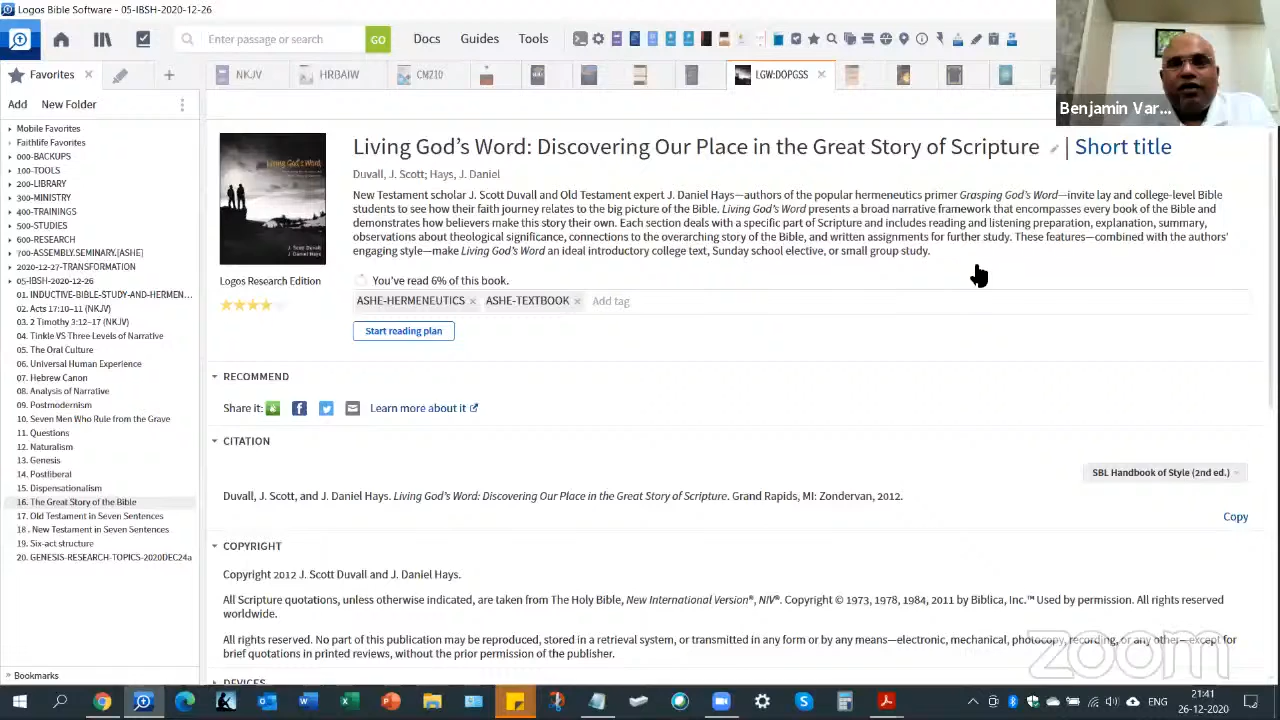 Logos Bible Software - 05-IBSH-2020-12-26
Enter passage or search
GO
Docs Guides Tools
Favorites
NKJV
HRBAIW
CM210
LGW:DOPGSS
Benjamin Var...
Add New Folder
Mobile Favorites
Faithlife Favorites
000-BACKUPS
100-TOOLS
200-LIBRARY
300-MINISTRY
400-TRAININGS
500-STUDIES
600-RESEARCH
700-ASSEMBLY.SEMINARY.[ASHE]
2020-12-27-TRANSFORMATION
05-IBSH-2020-12-26
01. INDUCTIVE-BIBLE-STUDY-AND-HERMEN...
02. Acts 17:10–11 (NKJV)
03. 2 Timothy 3:12–17 (NKJV)
04. Tinkle VS Three Levels of Narrative
05. The Oral Culture
06. Universal Human Experience
07. Hebrew Canon
08. Analysis of Narrative
09. Postmodernism
10. Seven Men Who Rule from the Grave
11. Questions
12. Naturalism
13. Genesis
14. Postliberal
15. Dispensationalism
16. The Great Story of the Bible
17. Old Testament in Seven Sentences
18 . New Testament in Seven Sentences
19. Six-act structure
20. GENESIS-RESEARCH-TOPICS-2020DEC24a
Bookmarks
Living God's Word
J. Scott Duvall
J. Daniel Hays
Logos Research Edition
Living God’s Word: Discovering Our Place in the Great Story of Scripture | Short title
Duvall, J. Scott; Hays, J. Daniel
New Testament scholar J. Scott Duvall and Old Testament expert J. Daniel Hays—authors of the popular hermeneutics primer Grasping God’s Word—invite lay and college-level Bible
students to see how their faith journey relates to the big picture of the Bible. Living God’s Word presents a broad narrative framework that encompasses every book of the Bible and
demonstrates how believers make this story their own. Each section deals with a specific part of Scripture and includes reading and listening preparation, explanation, summary,
observations about theological significance, connections to the overarching story of the Bible, and written assignments for further study. These features—combined with the authors’
engaging style—make Living God’s Word an ideal introductory college text, Sunday school elective, or small group study.
You've read 6% of this book.
ASHE-HERMENEUTICS × ASHE-TEXTBOOK × Add tag
Start reading plan
RECOMMEND
Share it:
Learn more about it
CITATION
SBL Handbook of Style (2nd ed.)
Duvall, J. Scott, and J. Daniel Hays. Living God’s Word: Discovering Our Place in the Great Story of Scripture. Grand Rapids, MI: Zondervan, 2012.
Copy
COPYRIGHT
Copyright 2012 J. Scott Duvall and J. Daniel Hays.
All Scripture quotations, unless otherwise indicated, are taken from The Holy Bible, New International Version®, NIV®. Copyright © 1973, 1978, 1984, 2011 by Biblica, Inc.™ Used by permission. All rights reserved
worldwide.
All rights reserved. No part of this publication may be reproduced, stored in a retrieval system, or transmitted in any form or by any means—electronic, mechanical, photocopy, recording, or any other—except for
brief quotations in printed reviews, without the prior permission of the publisher.
DEVICES
zoom
ENG
21:41
26-12-2020